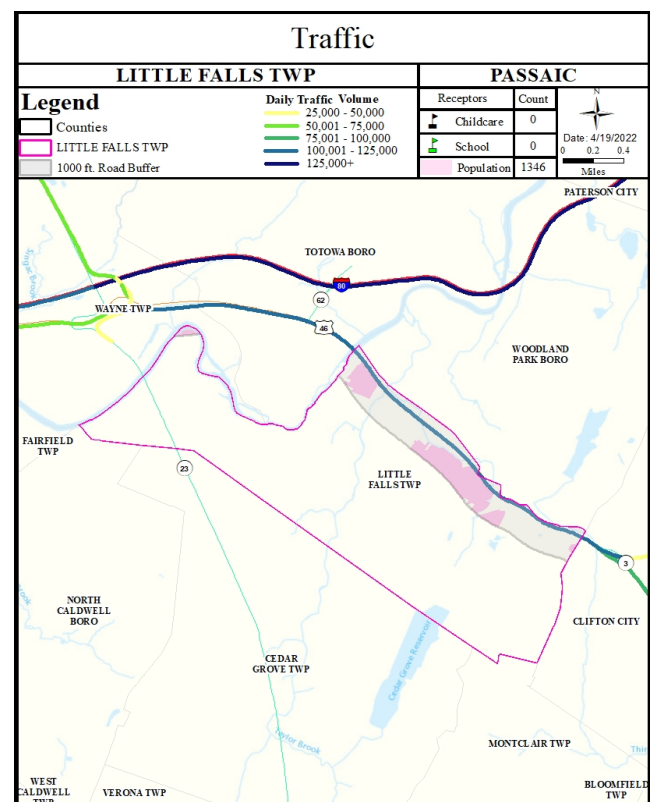 Traffic
LITTLE FALLS TWP
PASSAIC
Legend
Counties
LITTLE FALLS TWP
1000 ft. Road Buffer
Daily Traffic Volume
25,000 - 50,000
50,001 - 75,000
75,001 - 100,000
100,001 - 125,000
125,000+
Receptors Count
Childcare 0
School 0
Population 1346
N
Date: 4/19/2022
0 0.2 0.4
Miles
PATERSON CITY
TOTOWA BORO
80
62
WAYNE TWP
46
WOODLAND
PARK BORO
FAIRFIELD
TWP
23
LITTLE
FALLS TWP
3
NORTH
CALDWELL
BORO
CLIFTON CITY
CEDAR
GROVE TWP
Cedar Grove Reservoir
Taylor Brook
MONTCLAIR TWP
WEST
CALDWELL
TWP
VERONA TWP
BLOOMFIELD
TWP